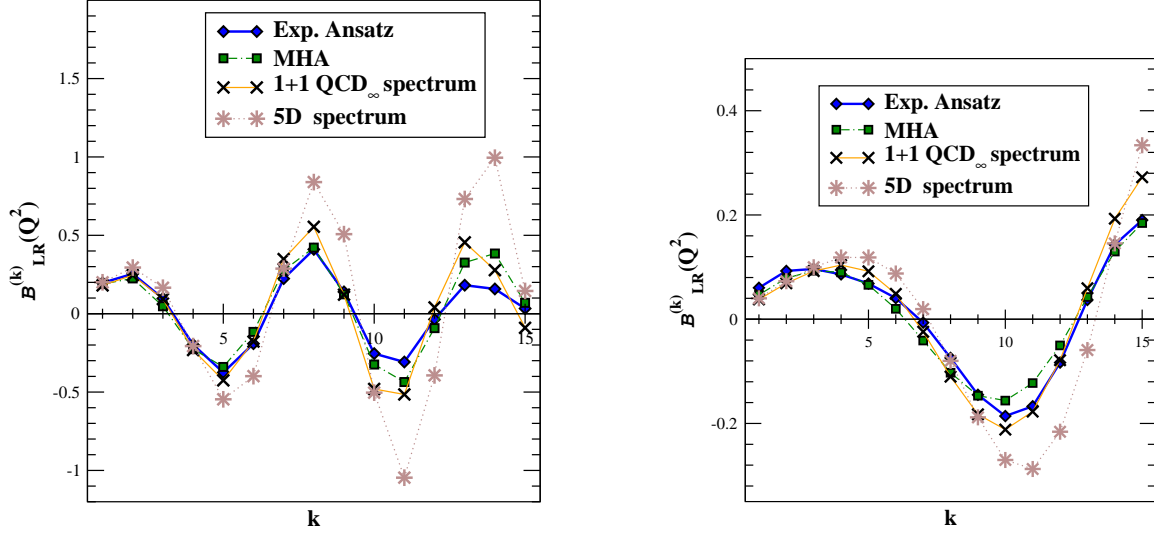 Exp. Ansatz
MHA
1+1 QCD∞ spectrum
5D spectrum
1.5
1
0.5
0
-0.5
-1
5
10
15
B^(k)_LR(Q²)
k
Exp. Ansatz
MHA
1+1 QCD∞ spectrum
5D spectrum
0.4
0.2
0
-0.2
5
10
15
B^(k)_LR(Q²)
k